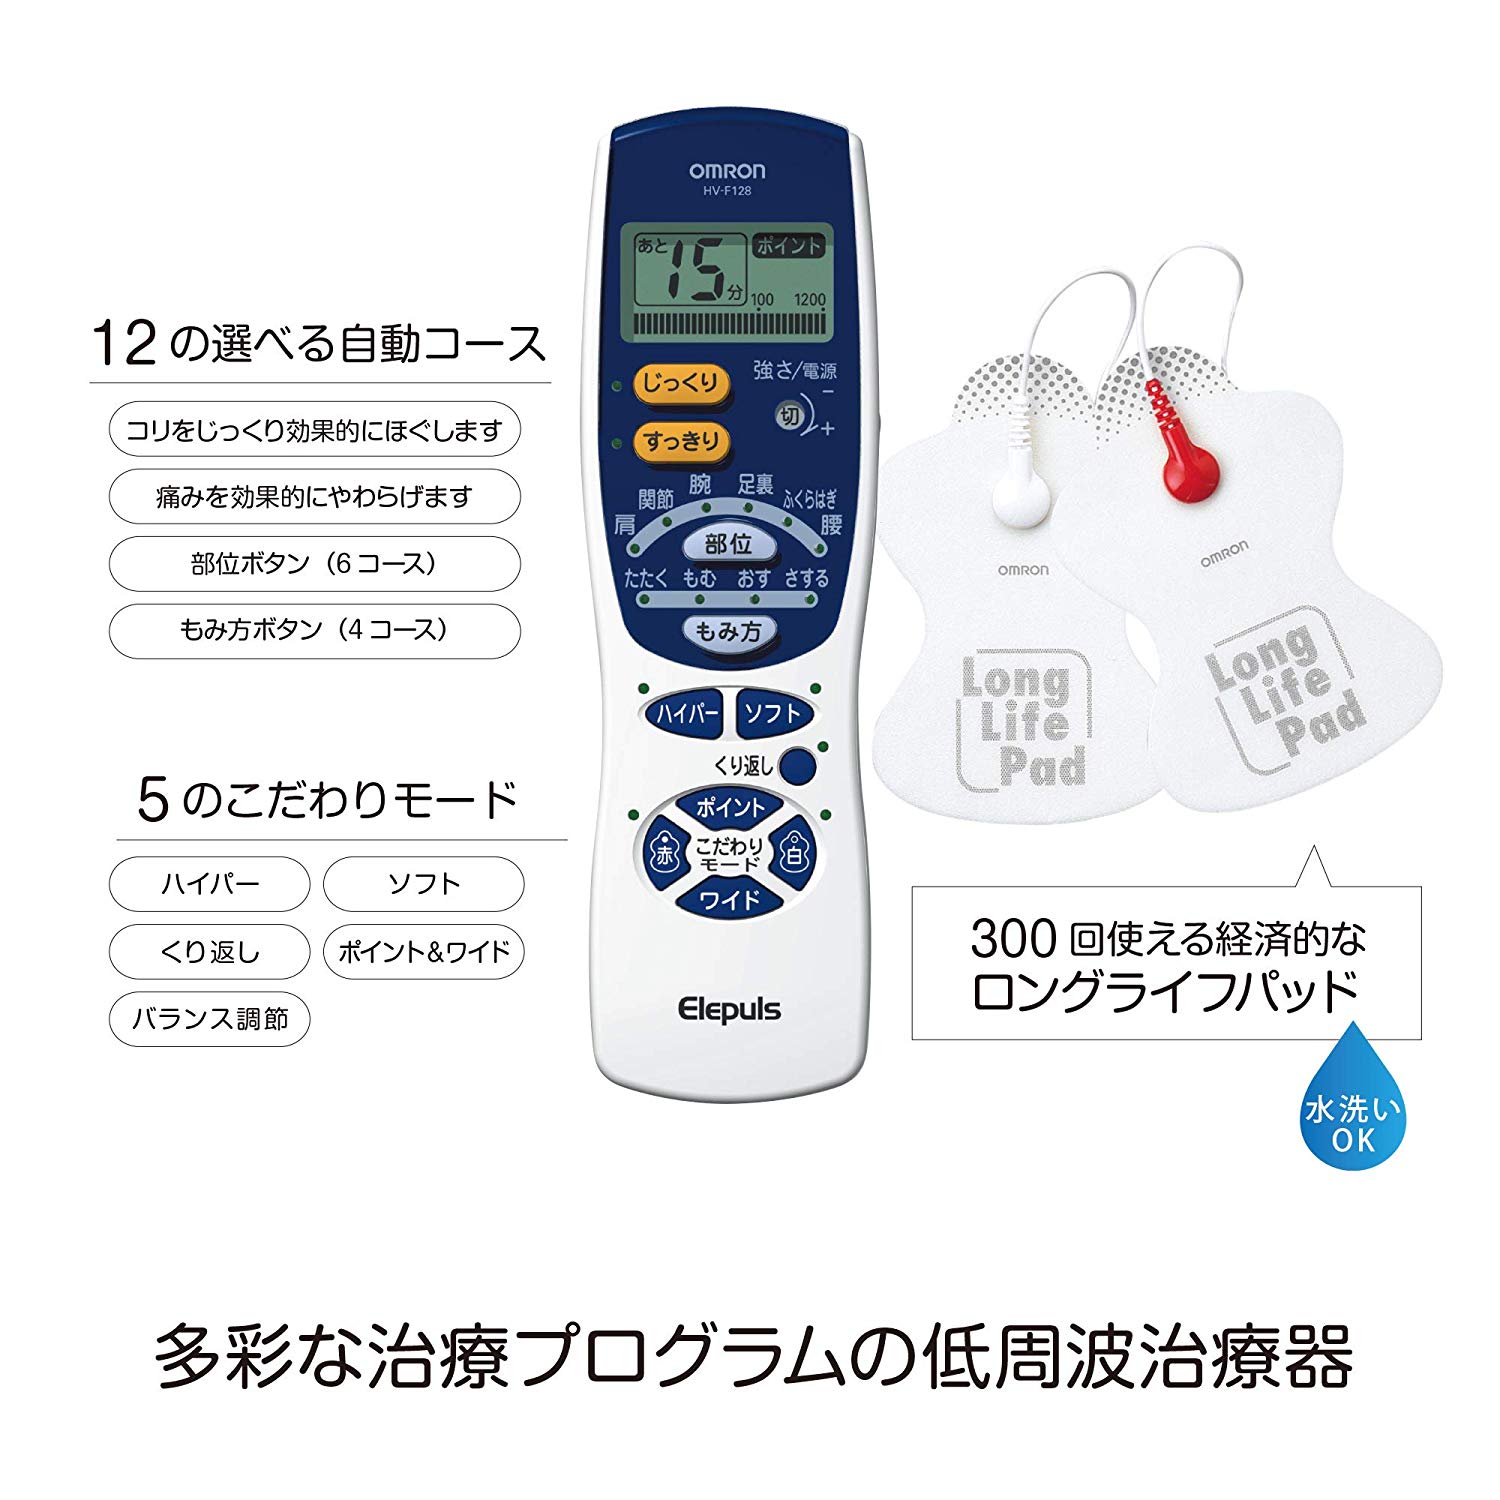 12の選べる自動コース
コリをじっくり効果的にほぐします
痛みを効果的にやわらげます
部位ボタン（6コース）
もみ方ボタン（4コース）
5のこだわりモード
ハイパー
ソフト
くり返し
ポイント&ワイド
バランス調節
OMRON
HV-F128
あと 15 分
ポイント
100 1200
じっくり
すっきり
強さ/電源
切
−
+
肩 関節 腕 足裏 ふくらはぎ 腰
部位
たたく もむ おす さする
もみ方
ハイパー
ソフト
くり返し
ポイント
赤
こだわり
モード
白
ワイド
Elepuls
OMRON
Long
Life
Pad
OMRON
Long
Life
Pad
300回使える経済的な
ロングライフパッド
水洗い
OK
多彩な治療プログラムの低周波治療器